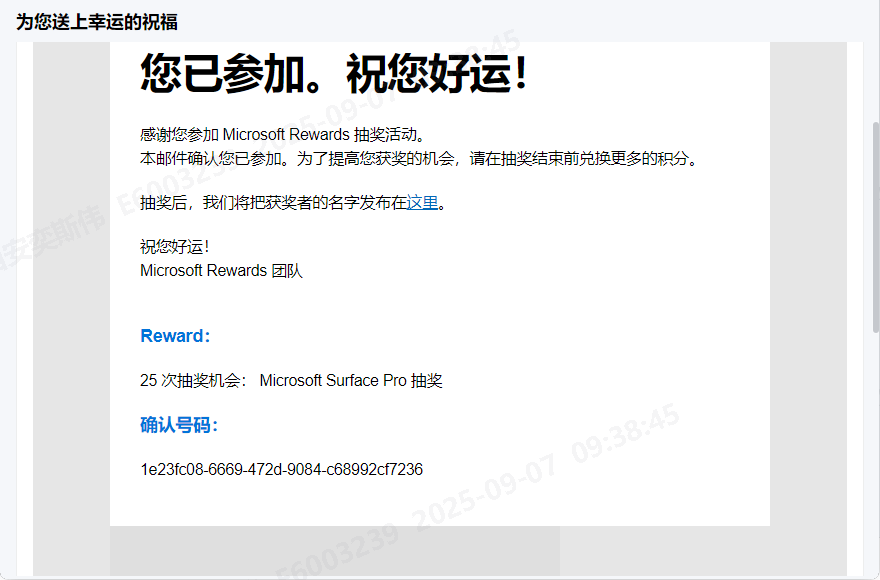 为您送上幸运的祝福
您已参加。祝您好运！
感谢您参加 Microsoft Rewards 抽奖活动。
本邮件确认您已参加。为了提高您获奖的机会，请在抽奖结束前兑换更多的积分。
抽奖后，我们将把获奖者的名字发布在这里。
祝您好运！
Microsoft Rewards 团队
Reward：
25 次抽奖机会： Microsoft Surface Pro 抽奖
确认号码：
1e23fc08-6669-472d-9084-c68992cf7236
安奕斯伟 E6003239 2025-09-07 09:38:45
E6003239 2025-09-07 09:38:45